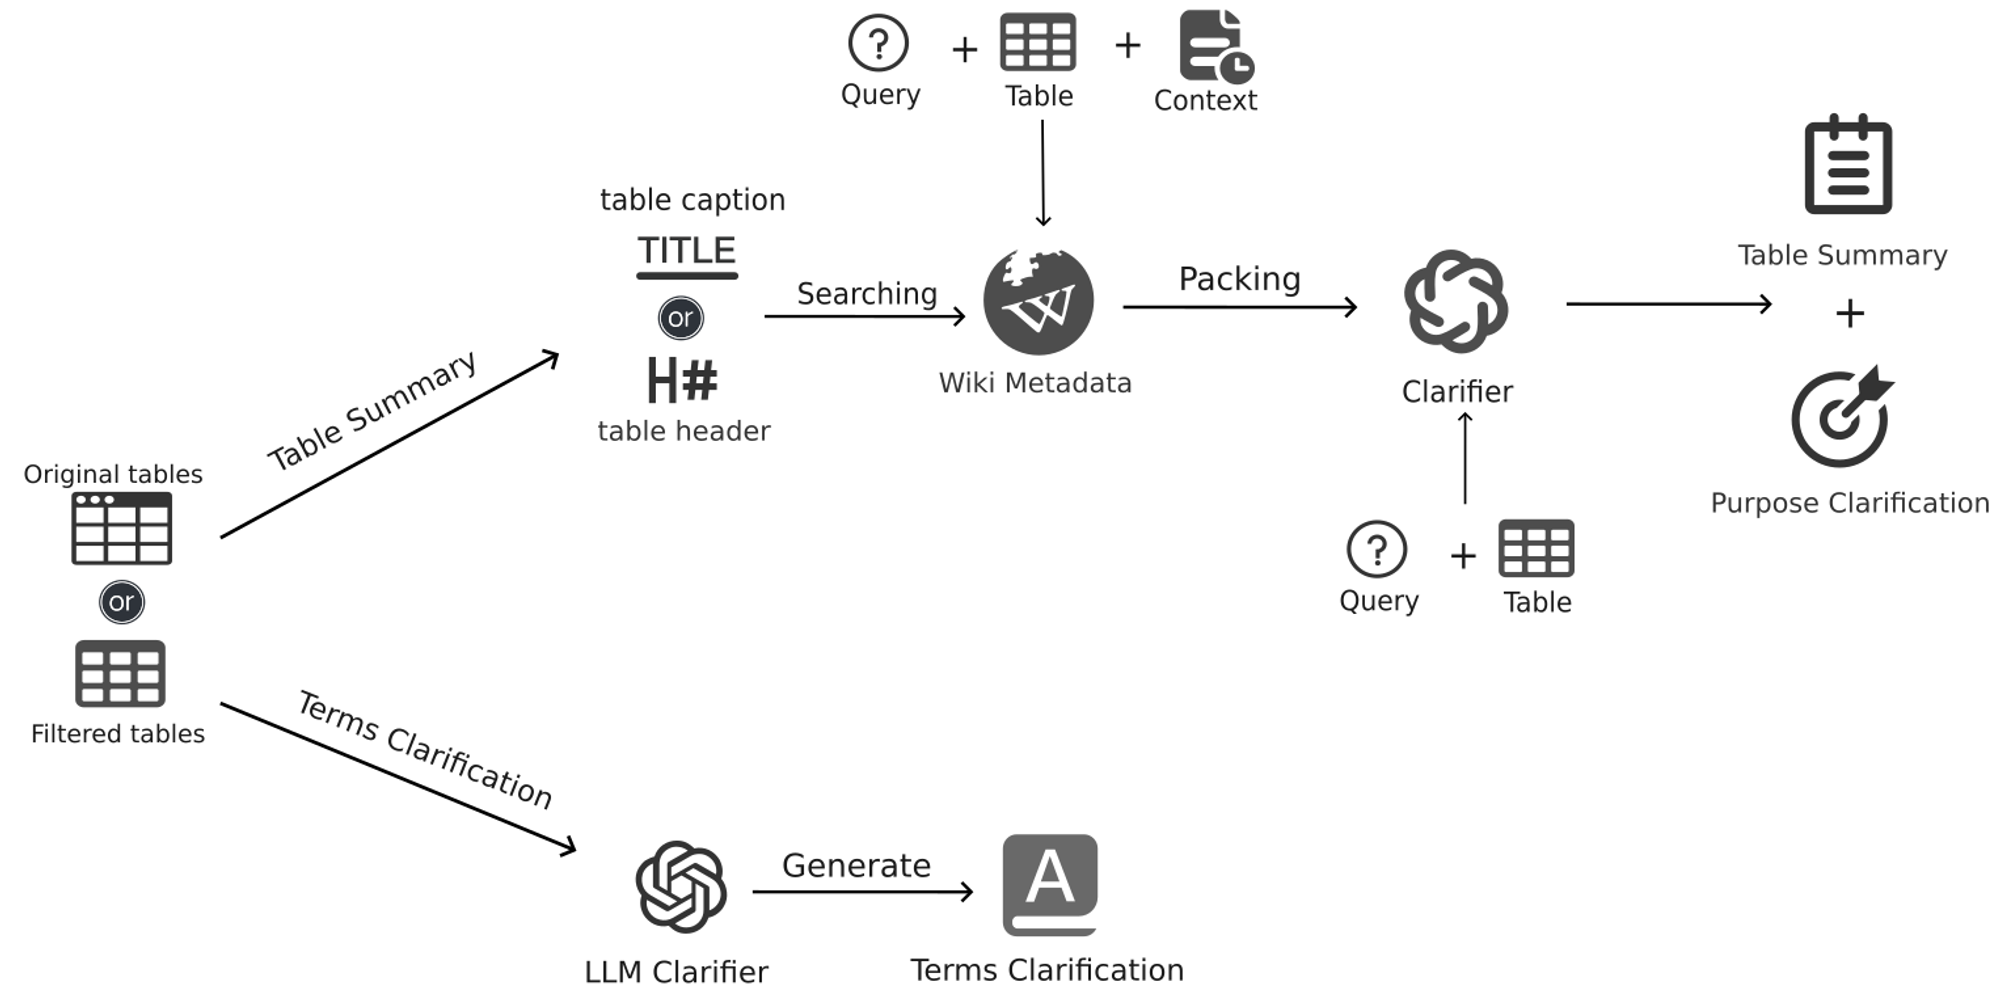 ?
Query
+
Table
+
Context
table caption
TITLE
or
H#
table header
Searching
W
Wiki Metadata
Packing
Clarifier
?
Query
+
Table
Table Summary
+
Purpose Clarification
Table Summary
Original tables
or
Filtered tables
Terms Clarification
LLM Clarifier
Generate
A
Terms Clarification